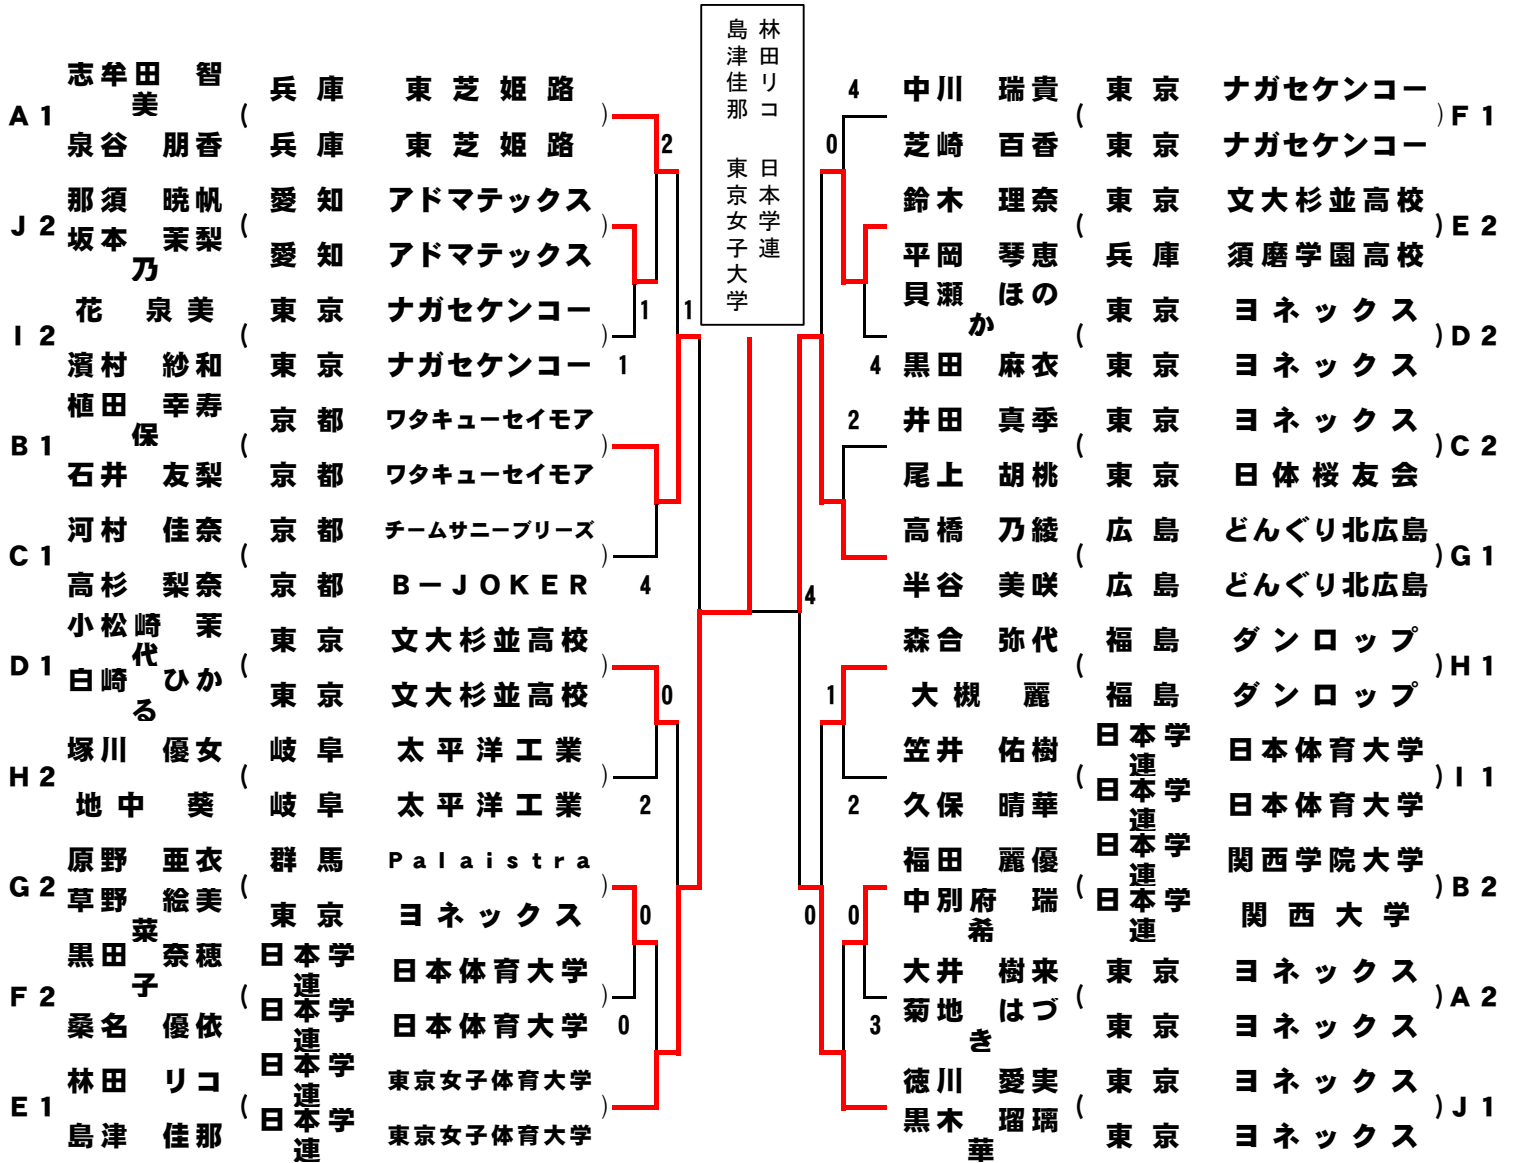 林田リコ 日本学連
島津佳那 東京女子大学
A1
志牟田 智美 ( 兵庫 東芝姫路 )
泉谷 朋香 兵庫 東芝姫路
2
J2
那須 暁帆 ( 愛知 アドマテックス )
坂本 茉梨乃 愛知 アドマテックス
1
1
I2
花 泉美 ( 東京 ナガセケンコー )
濱村 紗和 東京 ナガセケンコー
1
B1
植田 幸寿保 ( 京都 ワタキューセイモア )
石井 友梨 京都 ワタキューセイモア
C1
河村 佳奈 ( 京都 チームサニーブリーズ )
高杉 梨奈 京都 B－JOKER
4
D1
小松崎 茉代 ( 東京 文大杉並高校 )
白崎 ひかる 東京 文大杉並高校
0
H2
塚川 優女 ( 岐阜 太平洋工業 )
地中 葵 岐阜 太平洋工業
2
G2
原野 亜衣 ( 群馬 Palaistra )
草野 絵美菜 東京 ヨネックス
0
F2
黒田 奈穂子 ( 日本学連 日本体育大学 )
桑名 優依 日本学連 日本体育大学
0
E1
林田 リコ ( 日本学連 東京女子体育大学 )
島津 佳那 日本学連 東京女子体育大学
4
中川 瑞貴 ( 東京 ナガセケンコー ) F1
芝崎 百香 東京 ナガセケンコー
0
鈴木 理奈 ( 東京 文大杉並高校 ) E2
平岡 琴恵 兵庫 須磨学園高校
貝瀬 ほのか ( 東京 ヨネックス ) D2
黒田 麻衣 東京 ヨネックス
4
2
井田 真季 ( 東京 ヨネックス ) C2
尾上 胡桃 東京 日体桜友会
高橋 乃綾 ( 広島 どんぐり北広島 ) G1
半谷 美咲 広島 どんぐり北広島
4
森合 弥代 ( 福島 ダンロップ ) H1
大槻 麗 福島 ダンロップ
1
笠井 佑樹 ( 日本学連 日本体育大学 ) I1
久保 晴華 日本学連 日本体育大学
2
福田 麗優 ( 日本学連 関西学院大学 ) B2
中別府 瑞希 日本学連 関西大学
0
0
大井 樹来 ( 東京 ヨネックス ) A2
菊地 はづき 東京 ヨネックス
3
徳川 愛実 ( 東京 ヨネックス ) J1
黒木 瑠璃華 東京 ヨネックス